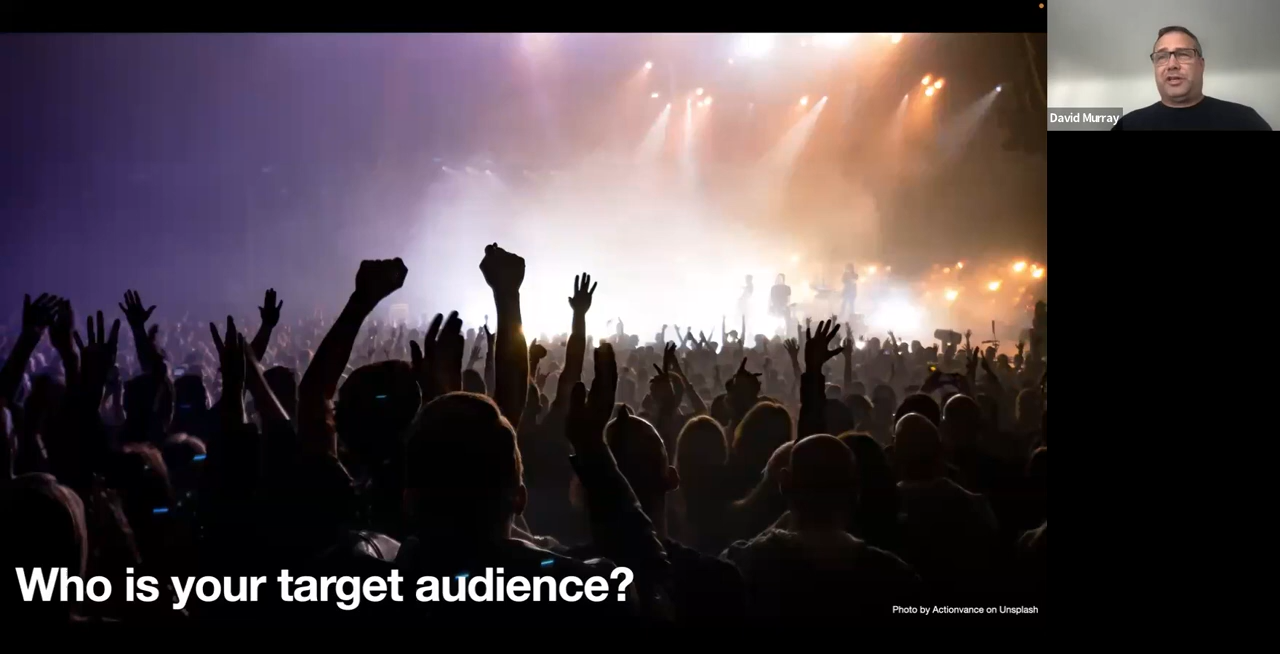 David Murray
Who is your target audience?
Photo by Actionvance on Unsplash